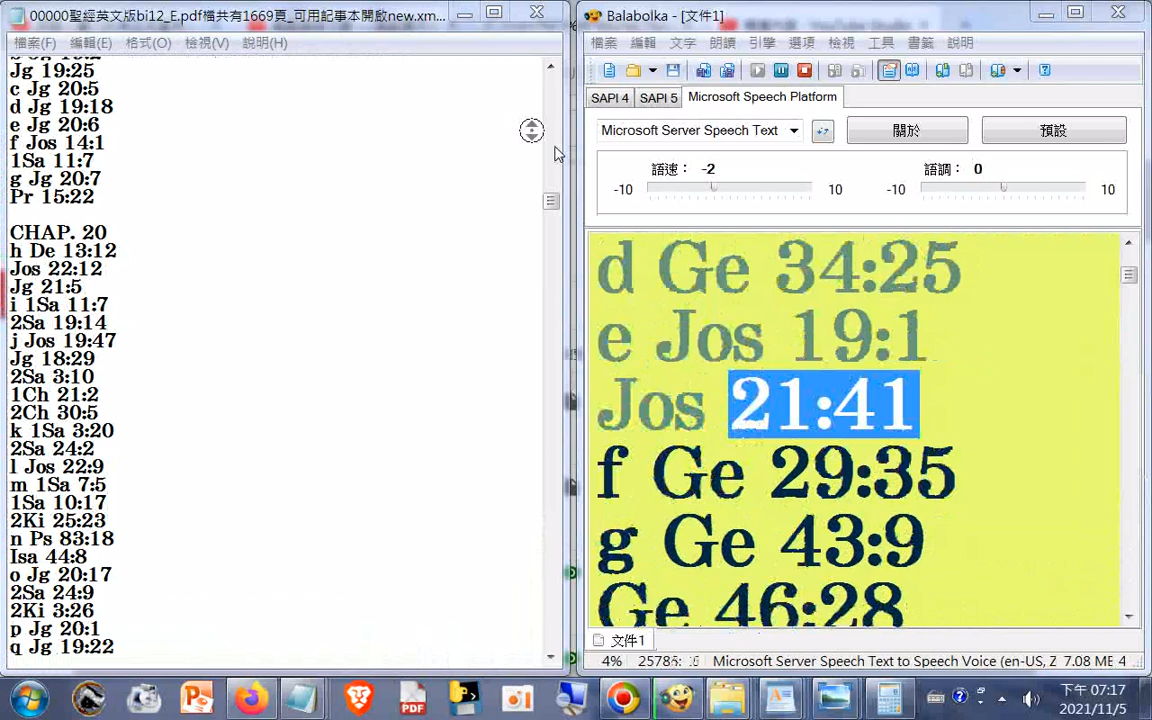 00000聖經英文版bi12_E.pdf檔共有1669頁_可用記事本開啟new.xm...
檔案(F) 編輯(E) 格式(O) 檢視(V) 說明(H)
Jg 19:25
c Jg 20:5
d Jg 19:18
e Jg 20:6
f Jos 14:1
1Sa 11:7
g Jg 20:7
Pr 15:22
CHAP. 20
h De 13:12
Jos 22:12
Jg 21:5
i 1Sa 11:7
2Sa 19:14
j Jos 19:47
Jg 18:29
2Sa 3:10
1Ch 21:2
2Ch 30:5
k 1Sa 3:20
2Sa 24:2
l Jos 22:9
m 1Sa 7:5
1Sa 10:17
2Ki 25:23
n Ps 83:18
Isa 44:8
o Jg 20:17
2Sa 24:9
2Ki 3:26
p Jg 20:1
q Jg 19:22
Balabolka - [文件1]
檔案 編輯 文字 朗讀 引擎 選項 檢視 工具 書籤 說明
SAPI 4 SAPI 5 Microsoft Speech Platform
Microsoft Server Speech Text 關於 預設
語速： -2 語調： 0
-10 10 -10 10
d Ge 34:25
e Jos 19:1
Jos 21:41
f Ge 29:35
g Ge 43:9
Ge 46:28
文件1
4% Microsoft Server Speech Text to Speech Voice (en-US, Z 7.08 MB 4
PDF
下午 07:17
2021/11/5